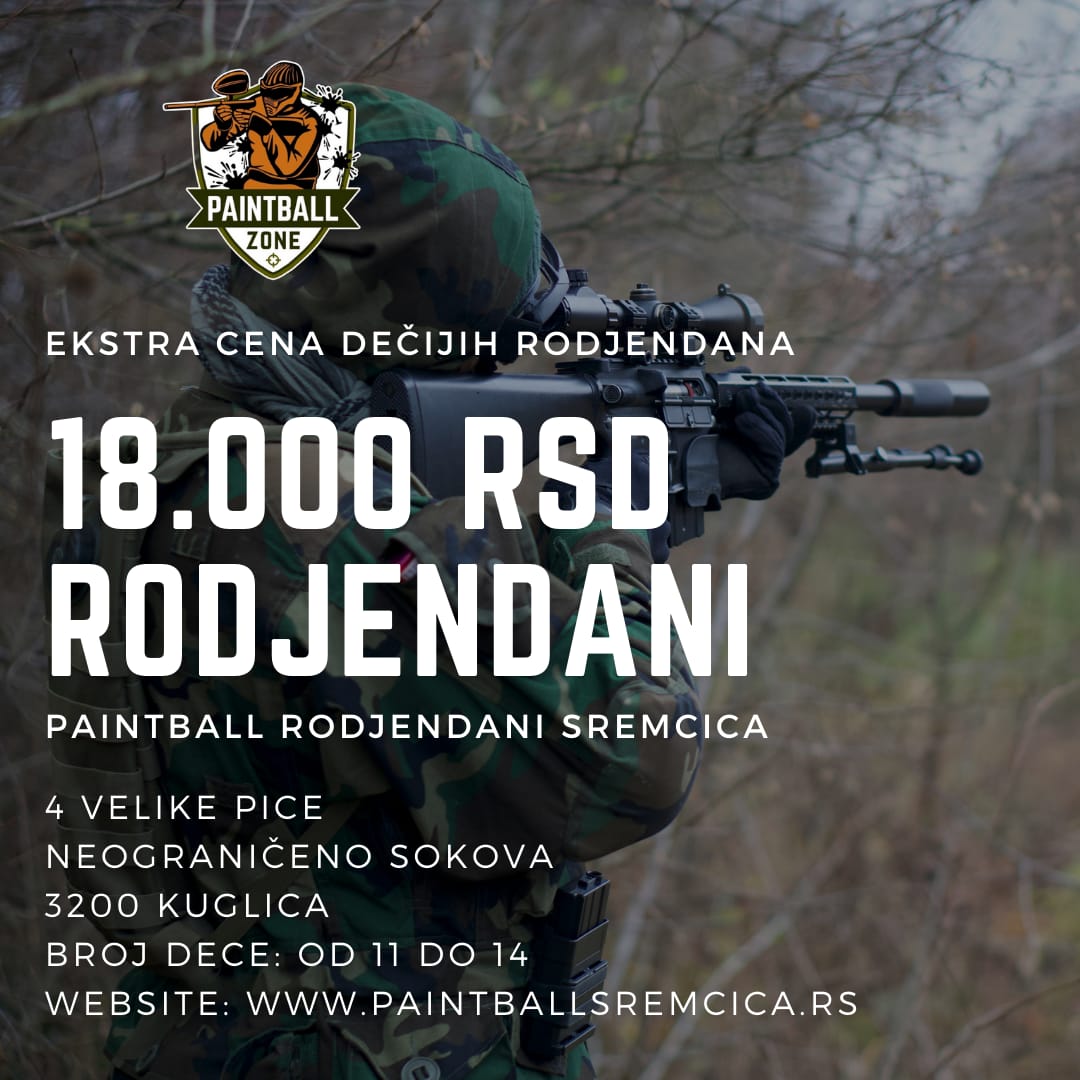 PAINTBALL
ZONE
EKSTRA CENA DEČIJIH RODJENDANA
18.000 RSD
RODJENDANI
PAINTBALL RODJENDANI SREMCICA
4 VELIKE PICE
NEOGRANIČENO SOKOVA
3200 KUGLICA
BROJ DECE: OD 11 DO 14
WEBSITE: WWW.PAINTBALLSREMCICA.RS